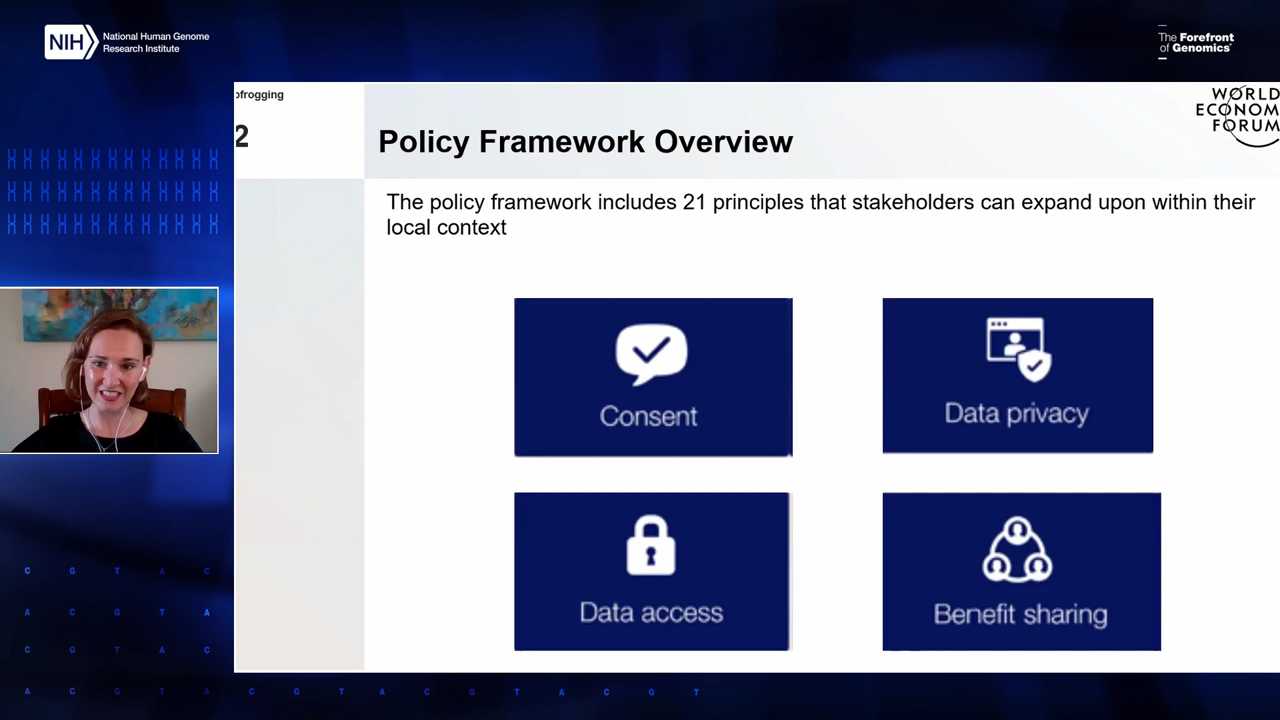 NIH
National Human Genome
Research Institute
The Forefront
of Genomics
2
Policy Framework Overview
WORLD
ECONOM
FORUM
The policy framework includes 21 principles that stakeholders can expand upon within their
local context
Consent
Data privacy
Data access
Benefit sharing
C G T A C
A C G T A
C G T A C
A C G T A C G T A C G T A C G T